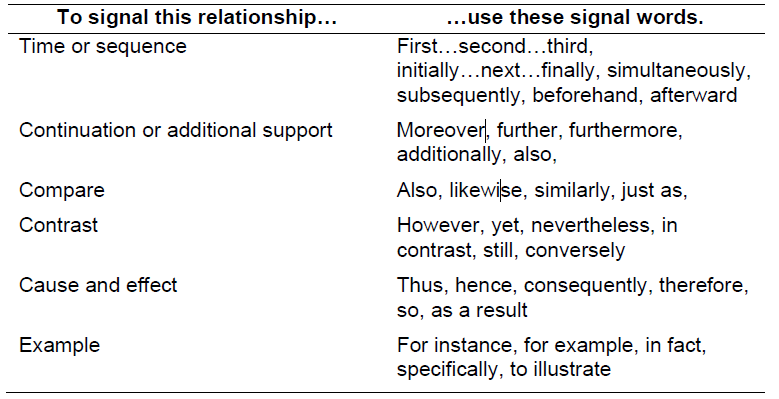 To signal this relationship… …use these signal words.
Time or sequence First…second…third,
initially…next…finally, simultaneously,
subsequently, beforehand, afterward
Continuation or additional support Moreover, further, furthermore,
additionally, also,
Compare Also, likewise, similarly, just as,
Contrast However, yet, nevertheless, in
contrast, still, conversely
Cause and effect Thus, hence, consequently, therefore,
so, as a result
Example For instance, for example, in fact,
specifically, to illustrate